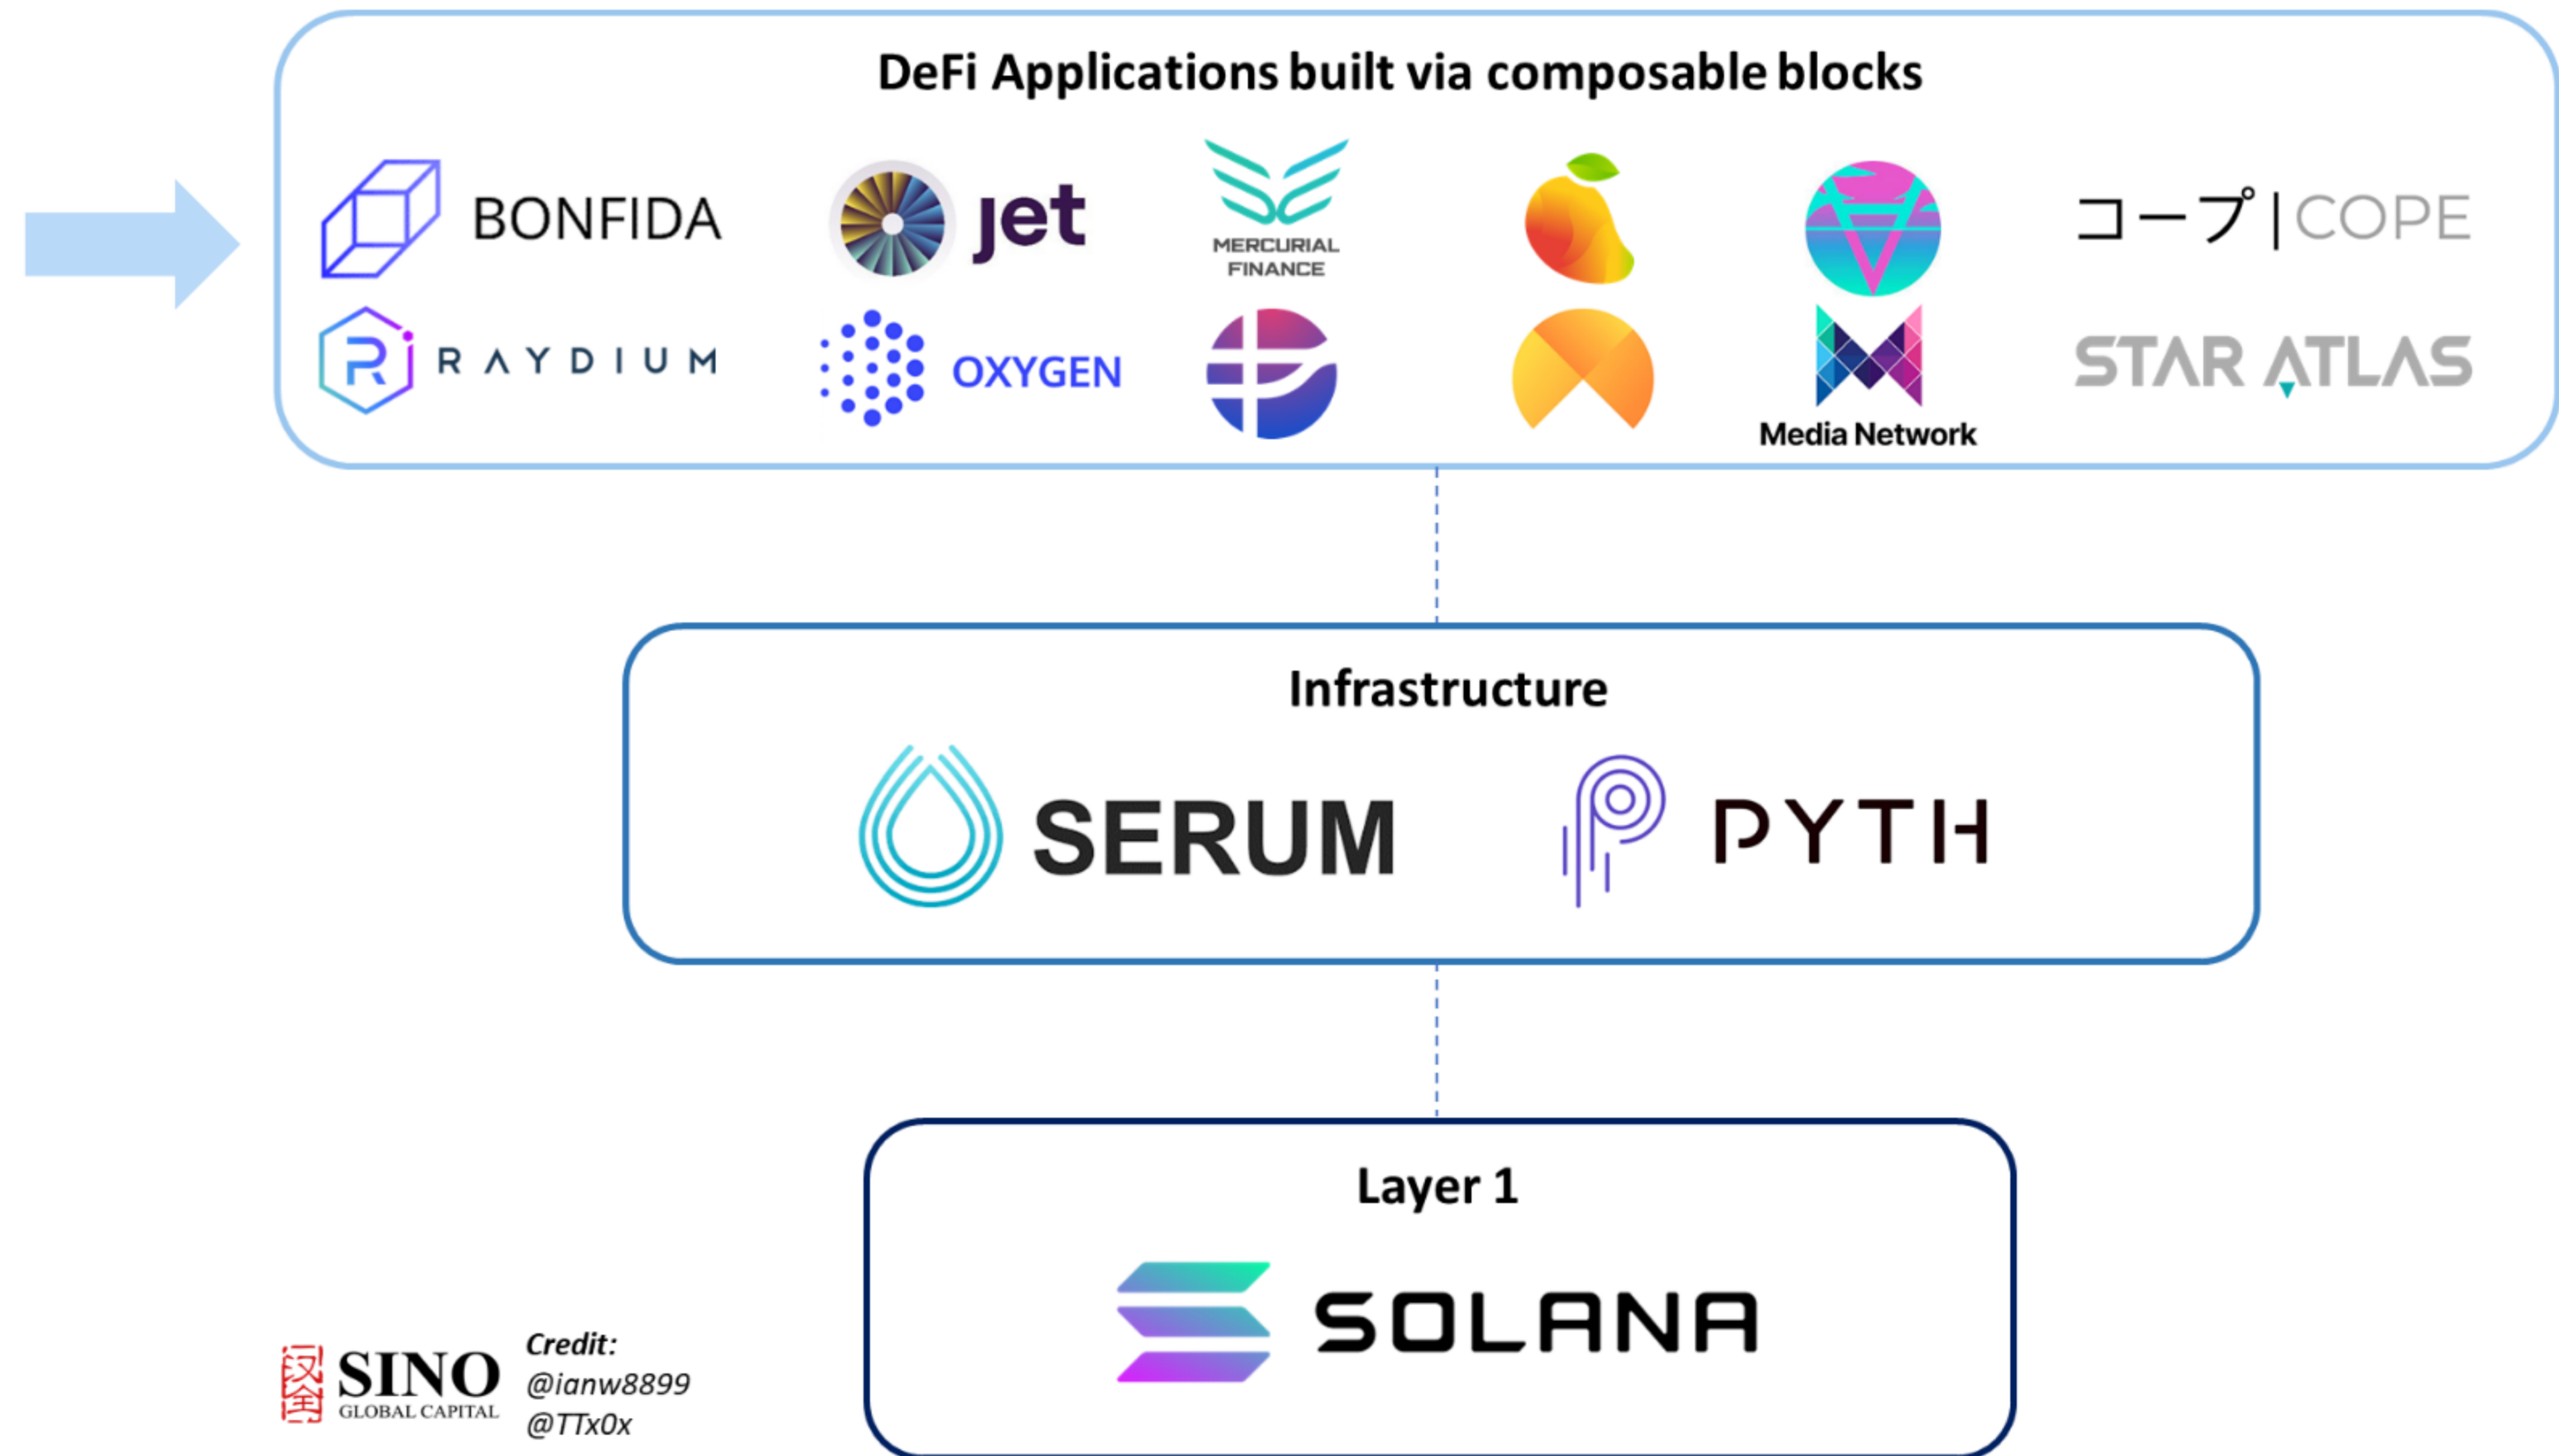 DeFi Applications built via composable blocks
BONFIDA
jet
MERCURIAL
FINANCE
コープ|COPE
RAYDIUM
OXYGEN
Media Network
STAR ATLAS
Infrastructure
SERUM
PYTH
Layer 1
SOLANA
SINO
GLOBAL CAPITAL
Credit:
@ianw8899
@TTx0x